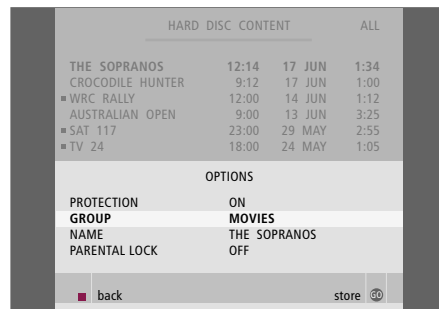 HARD DISC CONTENT ALL
THE SOPRANOS 12:14 17 JUN 1:34
CROCODILE HUNTER 9:12 17 JUN 1:00
WRC RALLY 12:00 14 JUN 1:12
AUSTRALIAN OPEN 9:00 13 JUN 3:25
SAT 117 23:00 29 MAY 2:55
TV 24 18:00 24 MAY 1:05
OPTIONS
PROTECTION ON
GROUP MOVIES
NAME THE SOPRANOS
PARENTAL LOCK OFF
back store GO